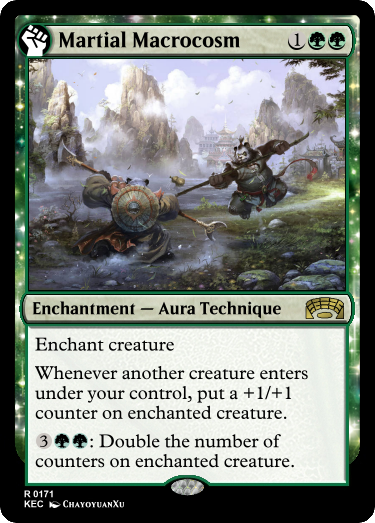 Martial Macrocosm 1
Enchantment — Aura Technique
Enchant creature
Whenever another creature enters
under your control, put a +1/+1
counter on enchanted creature.
3: Double the number of
counters on enchanted creature.
R 0171
KEC ChayoyuanXu